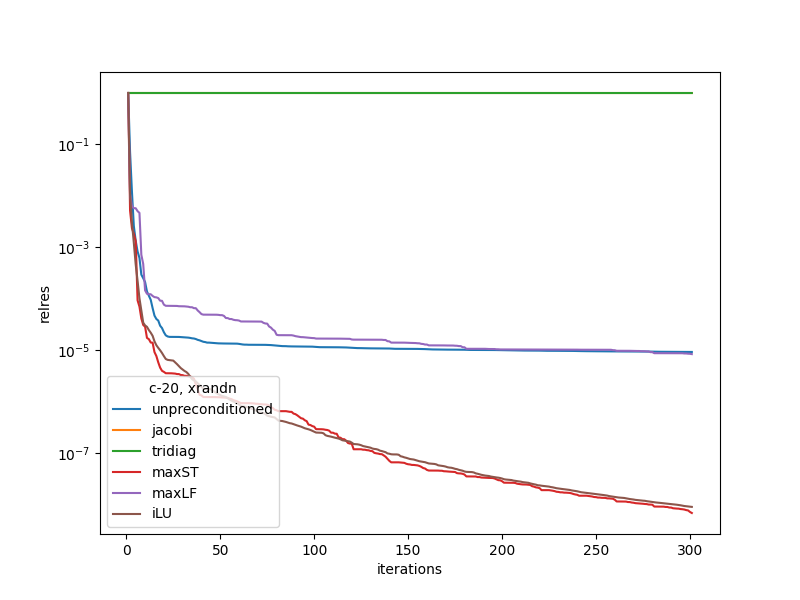 relres
10⁻¹
10⁻³
10⁻⁵
10⁻⁷
c-20, xrandn
unpreconditioned
jacobi
tridiag
maxST
maxLF
iLU
0 50 100 150 200 250 300
iterations